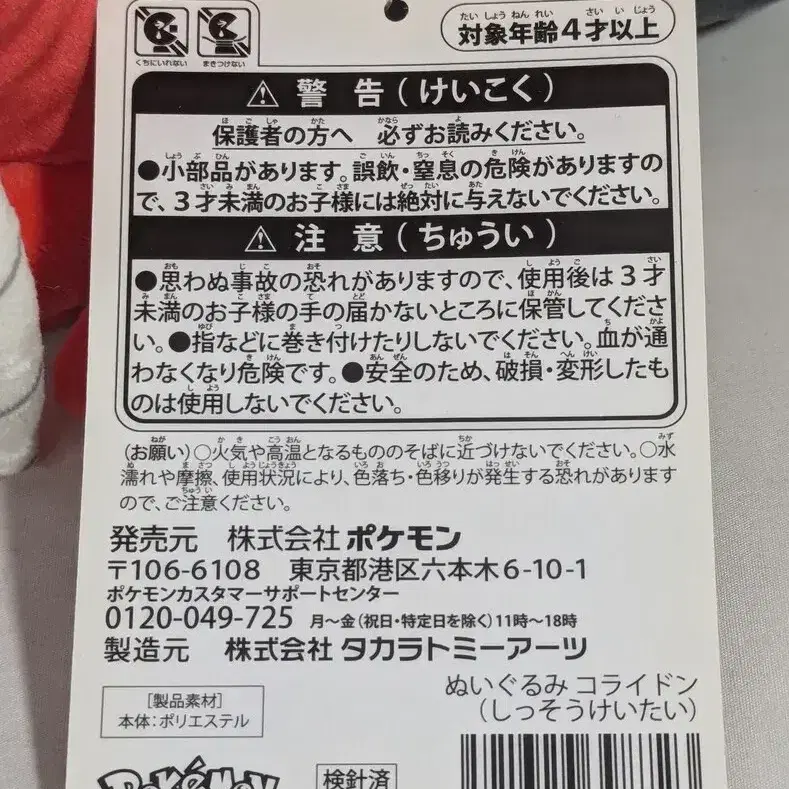 対象年齢4才以上
くちにいれない　まきつけない
警告（けいこく）
保護者の方へ　必ずお読みください。
●小部品があります。誤飲・窒息の危険がありますの
で、3才未満のお子様には絶対に与えないでください。
注意（ちゅうい）
●思わぬ事故の恐れがありますので、使用後は3才
未満のお子様の手の届かないところに保管してくださ
い。●指などに巻き付けたりしないでください。血が通
わなくなり危険です。●安全のため、破損・変形したも
のは使用しないでください。
（お願い）○火気や高温となるもののそばに近づけないでください。○水
濡れや摩擦、使用状況により、色落ち・色移りが発生する恐れがあります
ので、ご注意ください。
発売元　株式会社 ポケモン
〒106-6108　東京都港区六本木6-10-1
ポケモンカスタマーサポートセンター
0120-049-725　月～金（祝日・特定日を除く）11時～18時
製造元　株式会社 タカラトミーアーツ
ぬいぐるみ コライドン
（しっそうけいたい）
［製品素材］
本体：ポリエステル
POKéMON
検針済